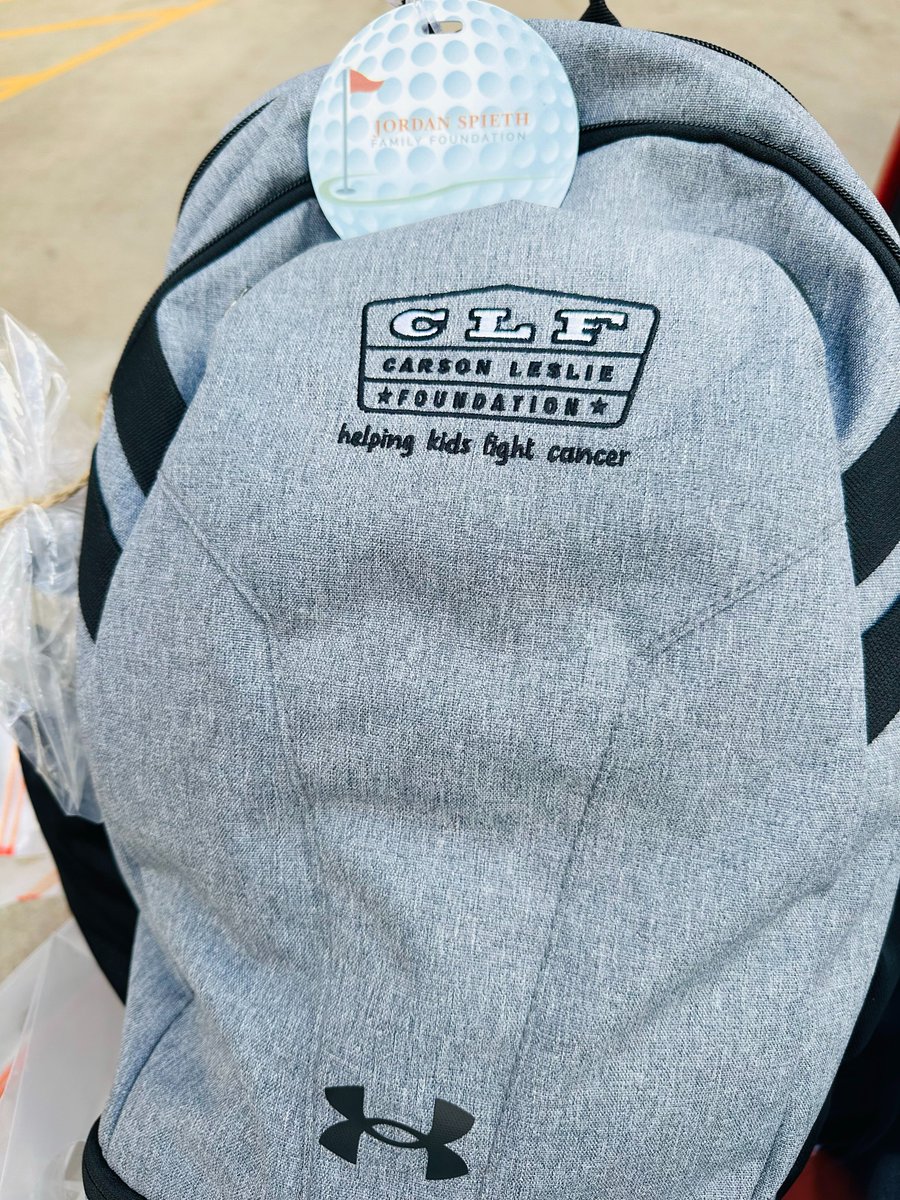 JORDAN SPIETH
FAMILY FOUNDATION
CLF
CARSON LESLIE
FOUNDATION
helping kids fight cancer